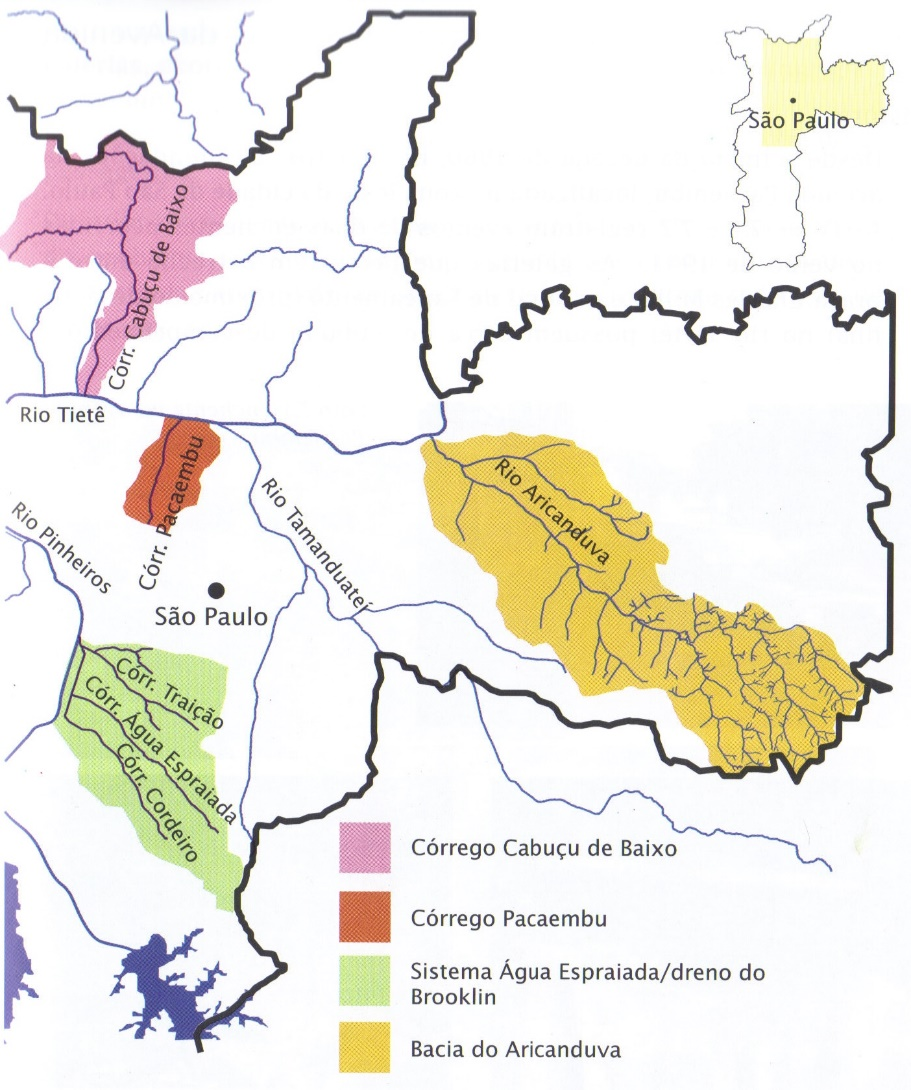 São Paulo
Córr. Cabuçu de Baixo
Rio Tietê
Córr. Pacaembu
Rio Aricanduva
Rio Tamanduateí
Rio Pinheiros
São Paulo
Córr. Traição
Córr. Água Espraiada
Córr. Cordeiro
Córrego Cabuçu de Baixo
Córrego Pacaembu
Sistema Água Espraiada/dreno do
Brooklin
Bacia do Aricanduva